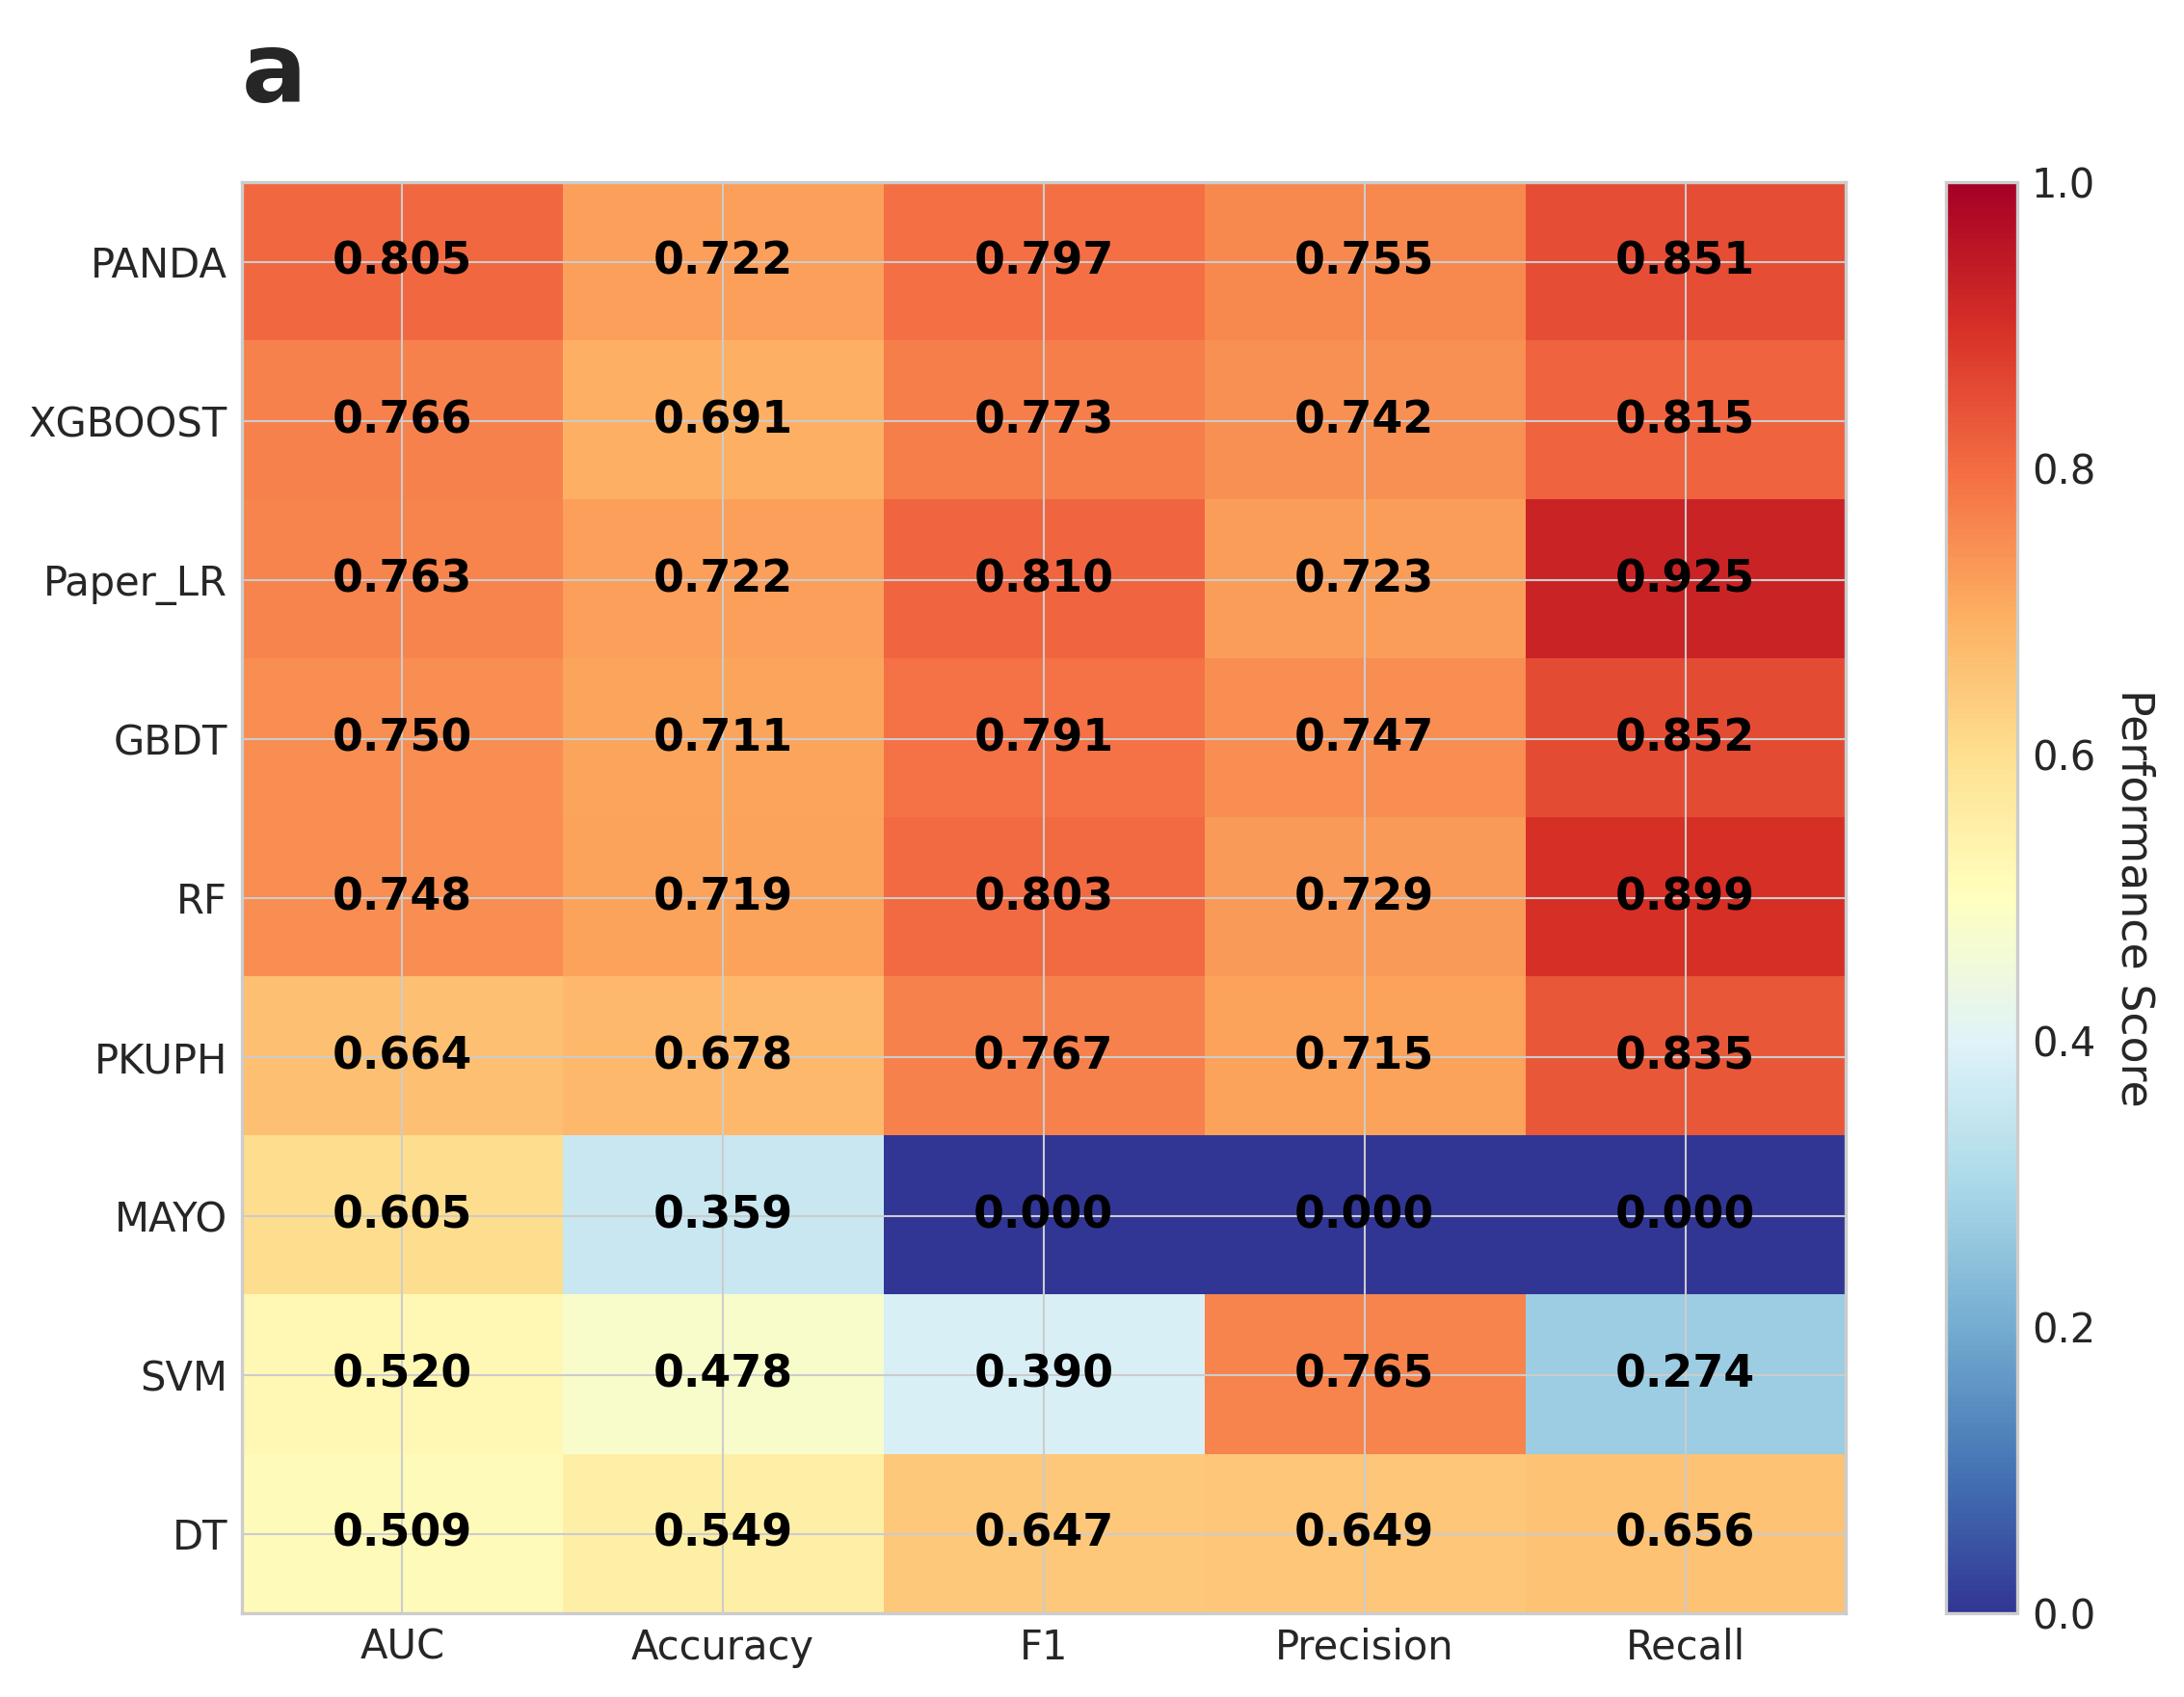 a
PANDA 0.805 0.722 0.797 0.755 0.851
XGBOOST 0.766 0.691 0.773 0.742 0.815
Paper_LR 0.763 0.722 0.810 0.723 0.925
GBDT 0.750 0.711 0.791 0.747 0.852
RF 0.748 0.719 0.803 0.729 0.899
PKUPH 0.664 0.678 0.767 0.715 0.835
MAYO 0.605 0.359 0.000 0.000 0.000
SVM 0.520 0.478 0.390 0.765 0.274
DT 0.509 0.549 0.647 0.649 0.656
AUC Accuracy F1 Precision Recall
1.0
0.8
0.6
0.4
0.2
0.0
Performance Score